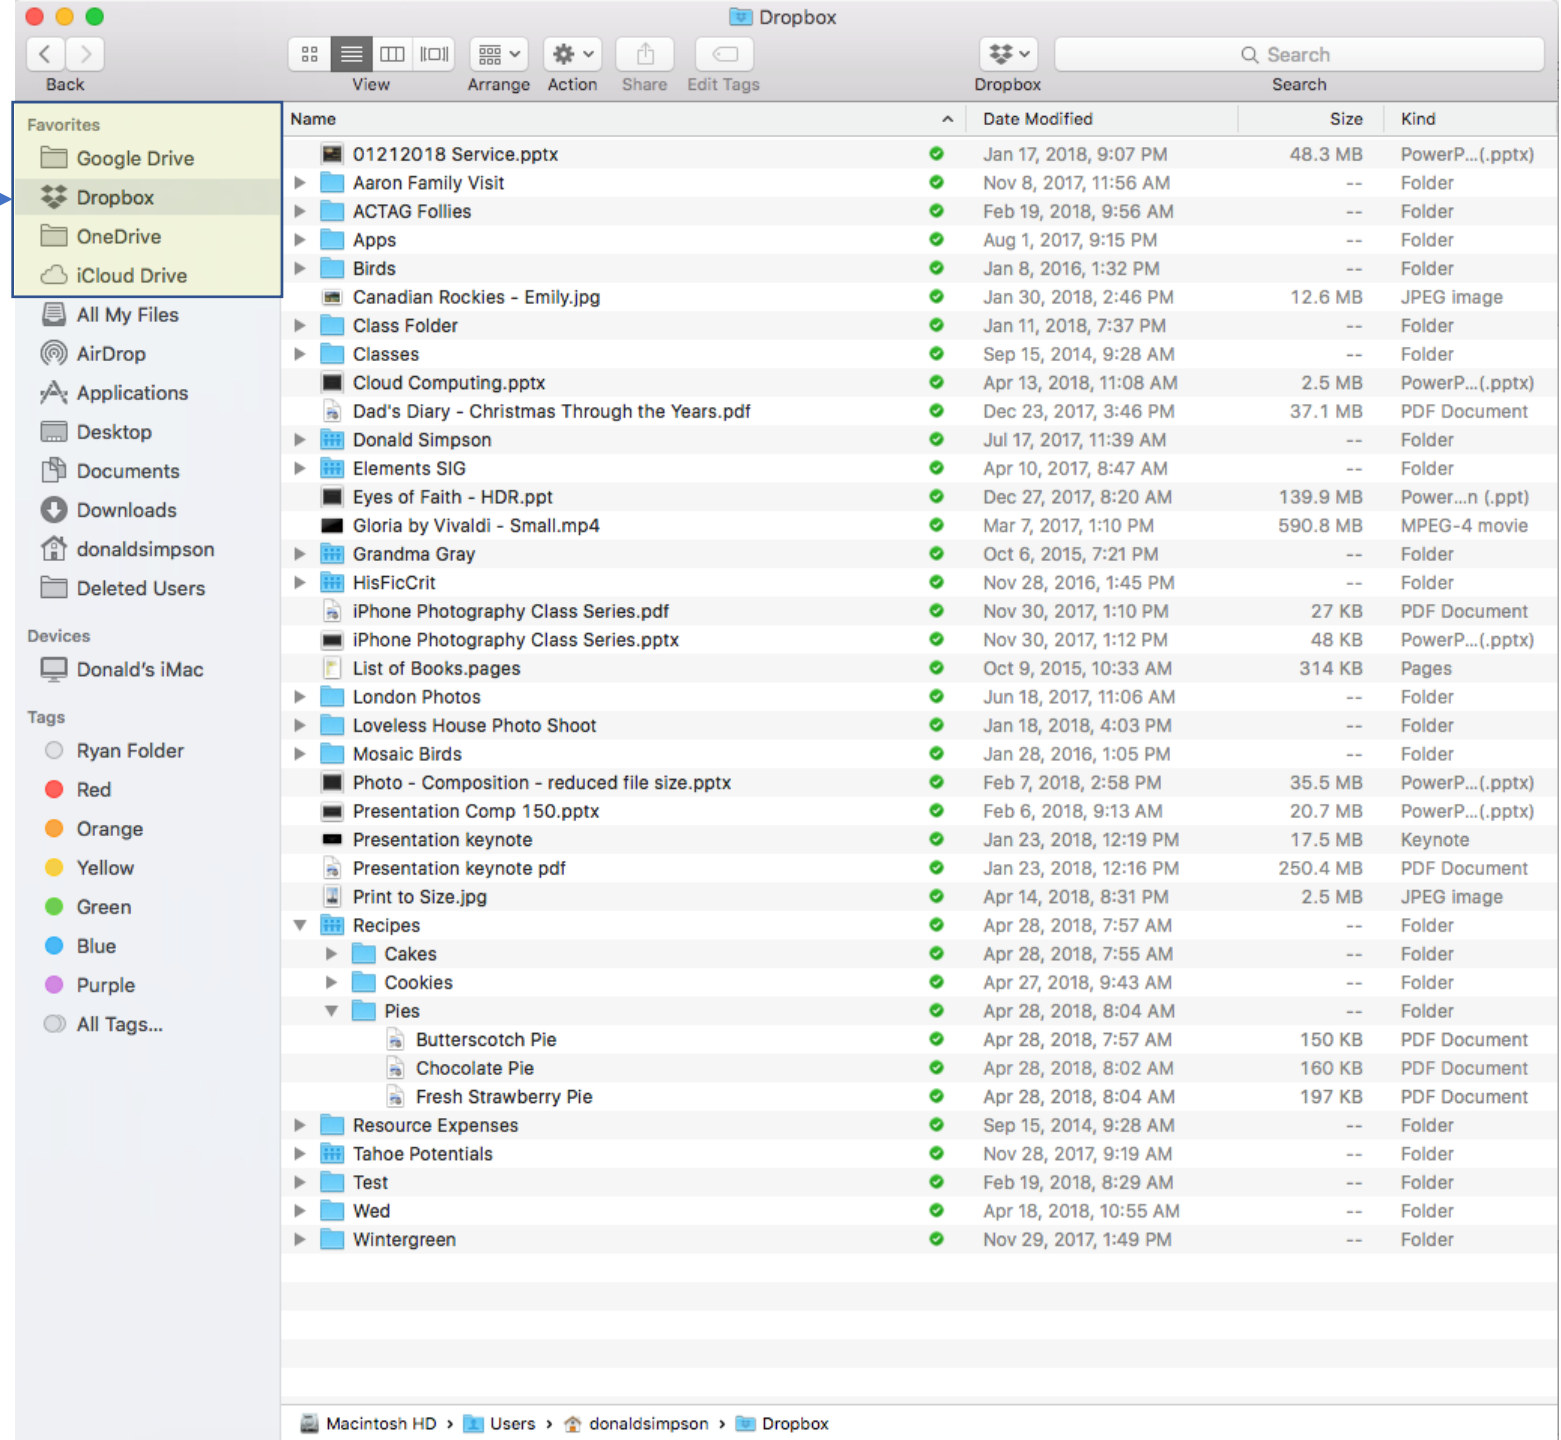 Dropbox
Back View Arrange Action Share Edit Tags Dropbox Search
Search
Favorites
Google Drive
Dropbox
OneDrive
iCloud Drive
All My Files
AirDrop
Applications
Desktop
Documents
Downloads
donaldsimpson
Deleted Users
Devices
Donald's iMac
Tags
Ryan Folder
Red
Orange
Yellow
Green
Blue
Purple
All Tags...
Name Date Modified Size Kind
01212018 Service.pptx Jan 17, 2018, 9:07 PM 48.3 MB PowerP...(.pptx)
Aaron Family Visit Nov 8, 2017, 11:56 AM -- Folder
ACTAG Follies Feb 19, 2018, 9:56 AM -- Folder
Apps Aug 1, 2017, 9:15 PM -- Folder
Birds Jan 8, 2016, 1:32 PM -- Folder
Canadian Rockies - Emily.jpg Jan 30, 2018, 2:46 PM 12.6 MB JPEG image
Class Folder Jan 11, 2018, 7:37 PM -- Folder
Classes Sep 15, 2014, 9:28 AM -- Folder
Cloud Computing.pptx Apr 13, 2018, 11:08 AM 2.5 MB PowerP...(.pptx)
Dad's Diary - Christmas Through the Years.pdf Dec 23, 2017, 3:46 PM 37.1 MB PDF Document
Donald Simpson Jul 17, 2017, 11:39 AM -- Folder
Elements SIG Apr 10, 2017, 8:47 AM -- Folder
Eyes of Faith - HDR.ppt Dec 27, 2017, 8:20 AM 139.9 MB Power...n (.ppt)
Gloria by Vivaldi - Small.mp4 Mar 7, 2017, 1:10 PM 590.8 MB MPEG-4 movie
Grandma Gray Oct 6, 2015, 7:21 PM -- Folder
HisFicCrit Nov 28, 2016, 1:45 PM -- Folder
iPhone Photography Class Series.pdf Nov 30, 2017, 1:10 PM 27 KB PDF Document
iPhone Photography Class Series.pptx Nov 30, 2017, 1:12 PM 48 KB PowerP...(.pptx)
List of Books.pages Oct 9, 2015, 10:33 AM 314 KB Pages
London Photos Jun 18, 2017, 11:06 AM -- Folder
Loveless House Photo Shoot Jan 18, 2018, 4:03 PM -- Folder
Mosaic Birds Jan 28, 2016, 1:05 PM -- Folder
Photo - Composition - reduced file size.pptx Feb 7, 2018, 2:58 PM 35.5 MB PowerP...(.pptx)
Presentation Comp 150.pptx Feb 6, 2018, 9:13 AM 20.7 MB PowerP...(.pptx)
Presentation keynote Jan 23, 2018, 12:19 PM 17.5 MB Keynote
Presentation keynote pdf Jan 23, 2018, 12:16 PM 250.4 MB PDF Document
Print to Size.jpg Apr 14, 2018, 8:31 PM 2.5 MB JPEG image
Recipes Apr 28, 2018, 7:57 AM -- Folder
Cakes Apr 28, 2018, 7:55 AM -- Folder
Cookies Apr 27, 2018, 9:43 AM -- Folder
Pies Apr 28, 2018, 8:04 AM -- Folder
Butterscotch Pie Apr 28, 2018, 7:57 AM 150 KB PDF Document
Chocolate Pie Apr 28, 2018, 8:02 AM 160 KB PDF Document
Fresh Strawberry PIe Apr 28, 2018, 8:04 AM 197 KB PDF Document
Resource Expenses Sep 15, 2014, 9:28 AM -- Folder
Tahoe Potentials Nov 28, 2017, 9:19 AM -- Folder
Test Feb 19, 2018, 8:29 AM -- Folder
Wed Apr 18, 2018, 10:55 AM -- Folder
Wintergreen Nov 29, 2017, 1:49 PM -- Folder
Macintosh HD › Users › donaldsimpson › Dropbox